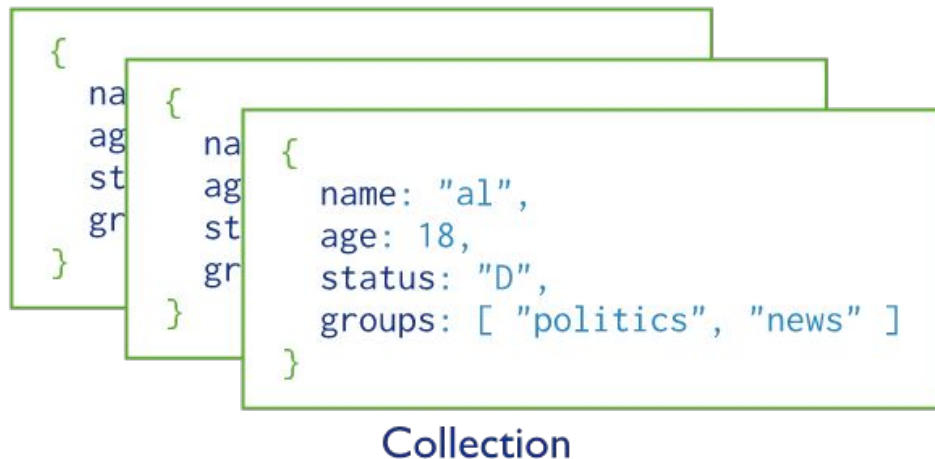 {
na
ag
st
gr
}
{
na
ag
st
gr
}
{
name: "al",
age: 18,
status: "D",
groups: [ "politics", "news" ]
}
Collection